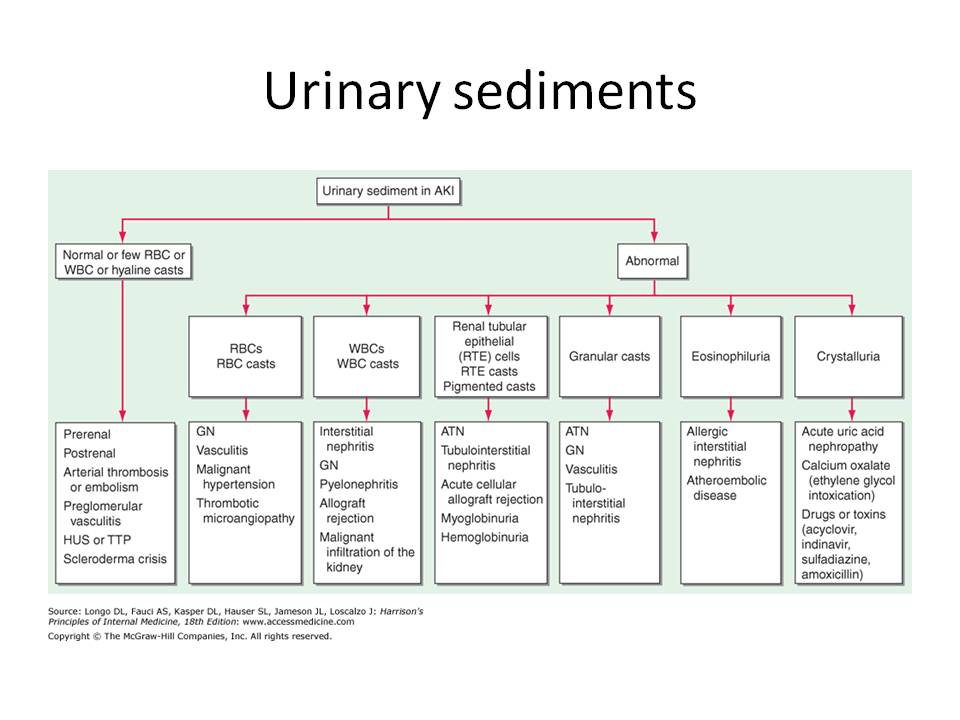 Urinary sediments
Urinary sediment in AKI
Normal or few RBC or
WBC or hyaline casts
Abnormal
RBCs
RBC casts
WBCs
WBC casts
Renal tubular
epithelial
(RTE) cells
RTE casts
Pigmented casts
Granular casts
Eosinophiluria
Crystalluria
Prerenal
Postrenal
Arterial thrombosis
or embolism
Preglomerular
vasculitis
HUS or TTP
Scleroderma crisis
GN
Vasculitis
Malignant
hypertension
Thrombotic
microangiopathy
Interstitial
nephritis
GN
Pyelonephritis
Allograft
rejection
Malignant
infiltration of the
kidney
ATN
Tubulointerstitial
nephritis
Acute cellular
allograft rejection
Myoglobinuria
Hemoglobinuria
ATN
GN
Vasculitis
Tubulo-
interstitial
nephritis
Allergic
interstitial
nephritis
Atheroembolic
disease
Acute uric acid
nephropathy
Calcium oxalate
(ethylene glycol
intoxication)
Drugs or toxins
(acyclovir,
indinavir,
sulfadiazine,
amoxicillin)
Source: Longo DL, Fauci AS, Kasper DL, Hauser SL, Jameson JL, Loscalzo J: Harrison's
Principles of Internal Medicine, 18th Edition: www.accessmedicine.com
Copyright © The McGraw-Hill Companies, Inc. All rights reserved.